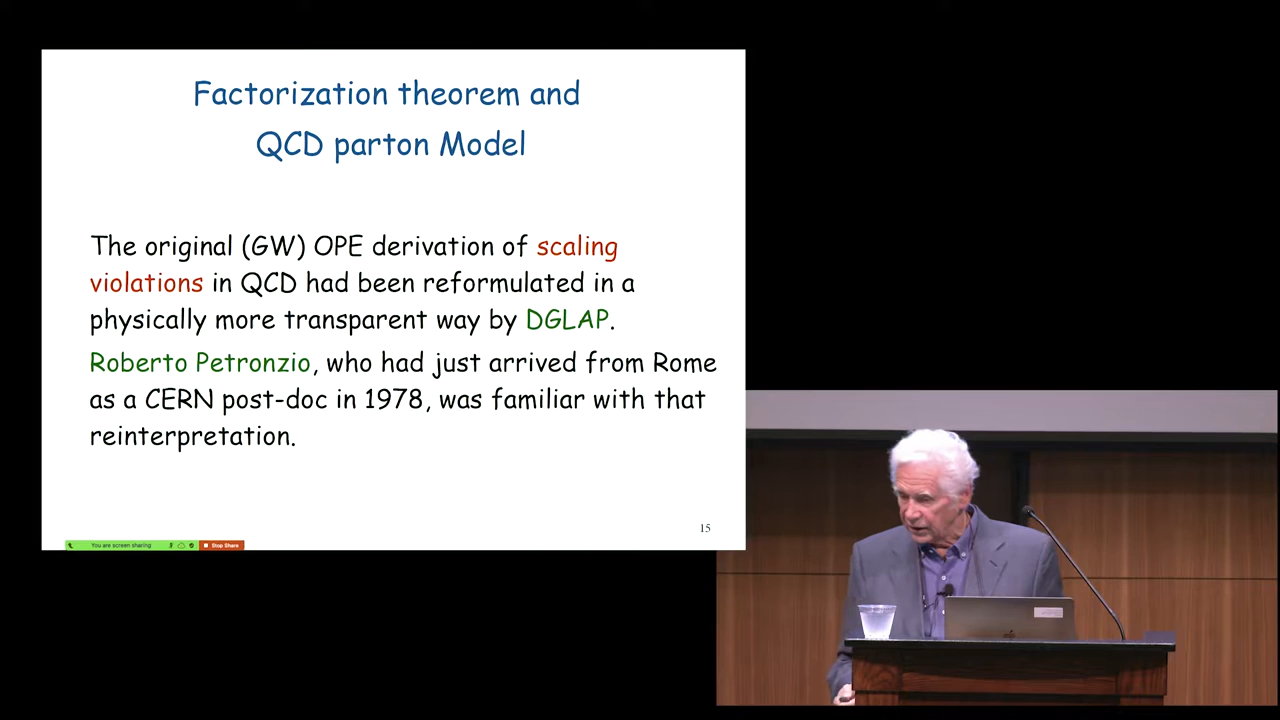 Factorization theorem and
QCD parton Model
The original (GW) OPE derivation of scaling
violations in QCD had been reformulated in a
physically more transparent way by DGLAP.
Roberto Petronzio, who had just arrived from Rome
as a CERN post-doc in 1978, was familiar with that
reinterpretation.
15
You are screen sharing
Stop Share